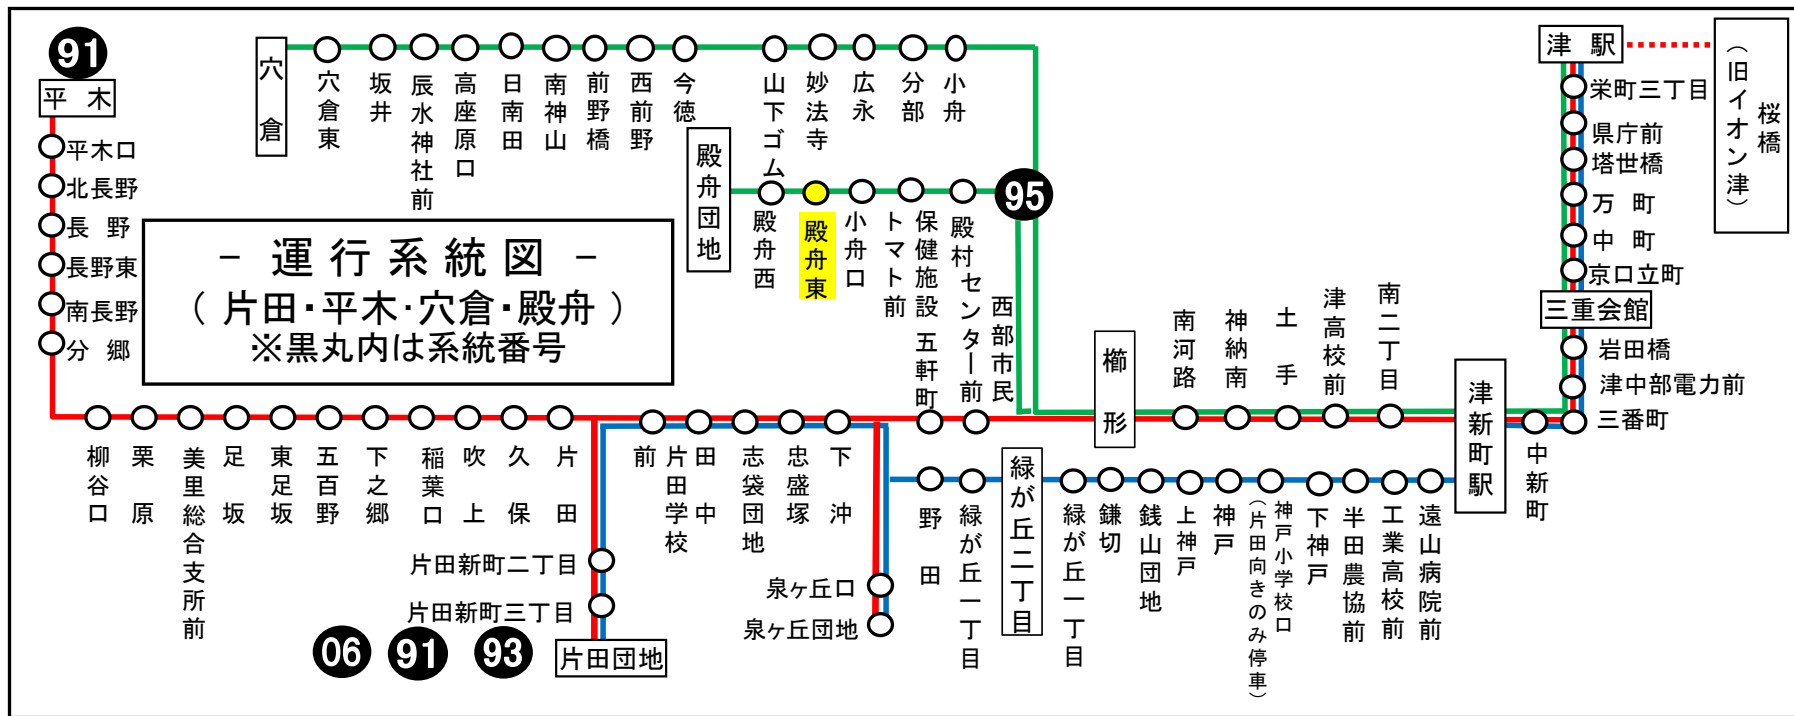 91
平木
平木口
北長野
長野
長野東
南長野
分郷
穴倉
穴倉東
坂井
辰水神社前
高座原口
日南田
南神山
前野橋
西前野
今徳
山下ゴム
妙法寺
広永
分部
小舟
殿舟団地
殿舟西
殿舟東
小舟口
保健施設
トマト前
殿村
95
－ 運行系統図 －
（ 片田・平木・穴倉・殿舟 ）
※黒丸内は系統番号
津駅
桜橋
（旧イオン津）
栄町三丁目
県庁前
塔世橋
万町
中町
京口立町
三重会館
岩田橋
津中部電力前
三番町
中新町
津新町駅
南二丁目
津高校前
土手
神納南
南河路
櫛形
西部市民
センター前
五軒町
柳谷口
栗原
美里総合支所前
足坂
東足坂
五百野
下之郷
稲葉口
吹上
久保
片田
片田学校
前
田中
志袋団地
忠盛塚
下沖
野田
緑が丘一丁目
緑が丘二丁目
緑が丘一丁目
鎌切
銭山団地
上神戸
神戸
神戸小学校口
（片田向きのみ停車）
下神戸
半田農協前
工業高校前
遠山病院前
片田新町二丁目
片田新町三丁目
片田団地
泉ヶ丘口
泉ヶ丘団地
06
91
93